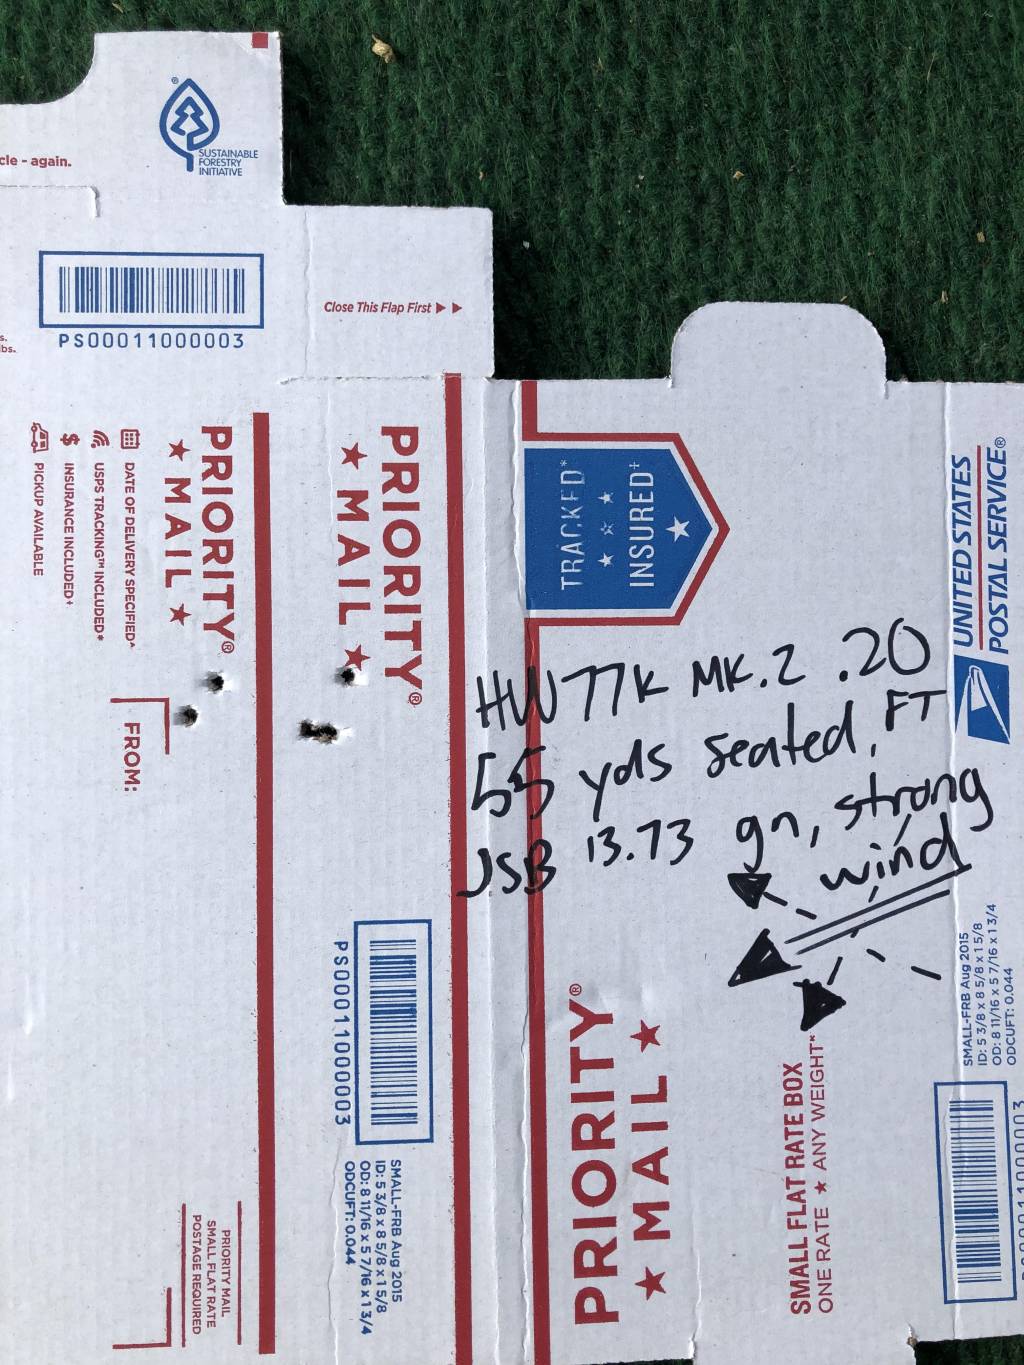 cle - again.
SUSTAINABLE
FORESTRY
INITIATIVE
PS00011000003
Close This Flap First
PRIORITY®
★ MAIL ★
DATE OF DELIVERY SPECIFIED^
USPS TRACKING™ INCLUDED*
$ INSURANCE INCLUDED+
PICKUP AVAILABLE
FROM:
PRIORITY MAIL
SMALL FLAT RATE
POSTAGE REQUIRED
PRIORITY®
★ MAIL ★
PS00011000003
SMALL-FRB Aug 2015
ID: 5 3/8 x 8 5/8 x 1 5/8
OD: 8 11/16 x 5 7/16 x 1 3/4
ODCUFT: 0.044
TRACKED*
INSURED+
UNITED STATES
POSTAL SERVICE®
HW77K MK.2 .20
55 yds seated, FT
JSB 13.73 gn, strong
wind
PRIORITY®
★ MAIL ★
SMALL FLAT RATE BOX
ONE RATE ★ ANY WEIGHT*
SMALL-FRB Aug 2015
ID: 5 3/8 x 8 5/8 x 1 5/8
OD: 8 11/16 x 5 7/16 x 1 3/4
ODCUFT: 0.044